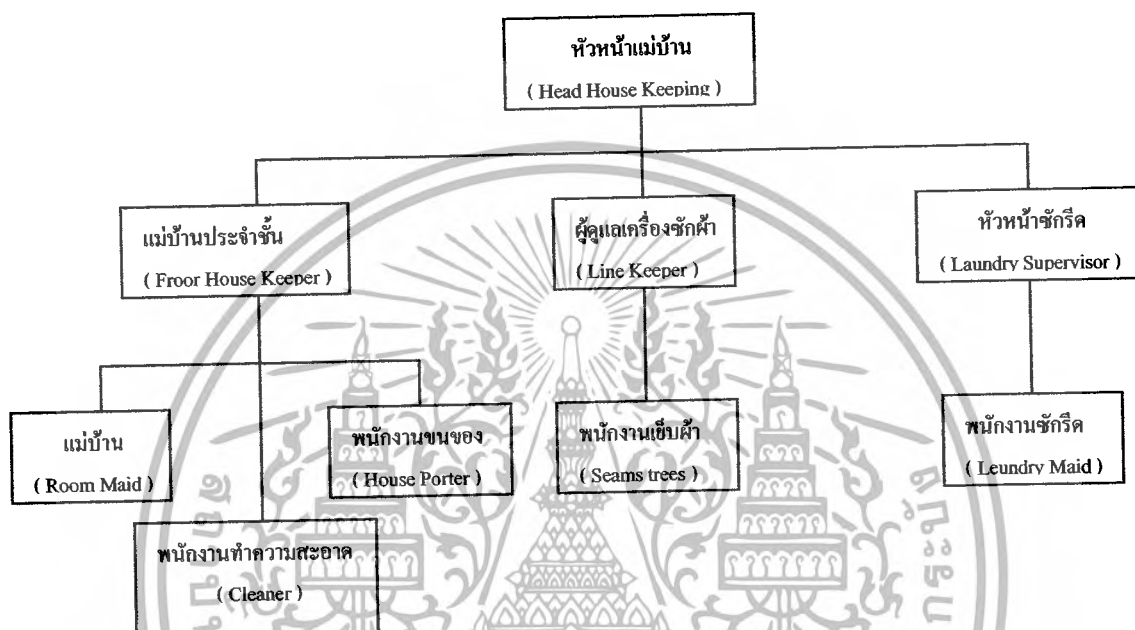 หัวหน้าแม่บ้าน
( Head House Keeping )
แม่บ้านประจำชั้น
( Froor House Keeper )
ผู้ดูแลเครื่องซักผ้า
( Line Keeper )
หัวหน้าซักรีด
( Laundry Supervisor )
แม่บ้าน
( Room Maid )
พนักงานขนของ
( House Porter )
พนักงานเย็บผ้า
( Seams trees )
พนักงานซักรีด
( Leundry Maid )
พนักงานทำความสะอาด
( Cleaner )